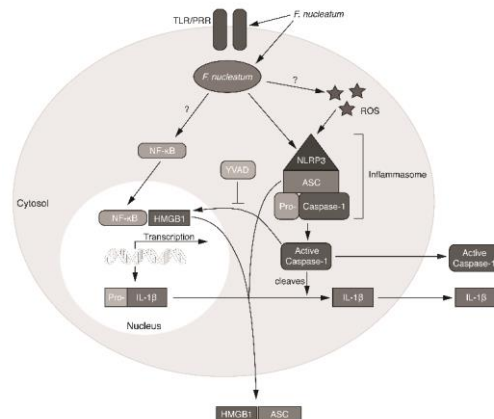 TLR/PRR
F. nucleatum
F. nucleatum
?
?
ROS
NF-κB
YVAD
NLRP3
ASC
Pro- Caspase-1
Inflammasome
Cytosol
NF-κB HMGB1
Transcription
Active
Caspase-1
Active
Caspase-1
cleaves
Pro- IL-1β
IL-1β
IL-1β
Nucleus
HMGB1 ASC